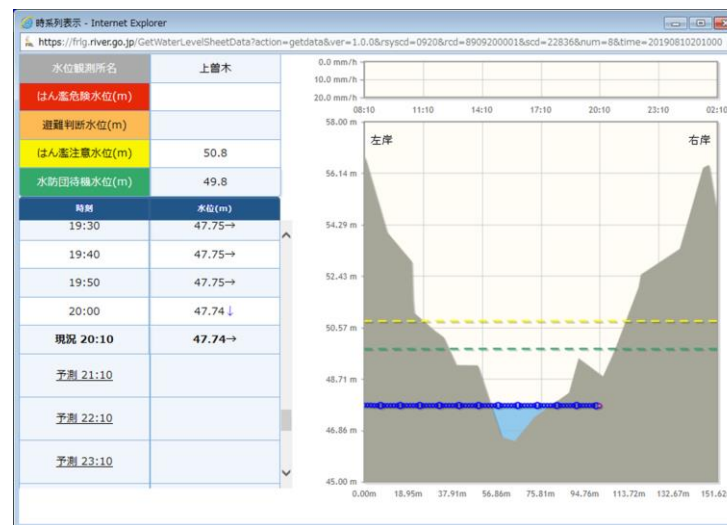 時系列表示 - Internet Explorer
https://frlg.river.go.jp/GetWaterLevelSheetData?action=getdata&ver=1.0.0&rsyscd=0920&rcd=8909200001&scd=22836&num=8&time=20190810201000
水位観測所名 上曽木
はん濫危険水位(m)
避難判断水位(m)
はん濫注意水位(m) 50.8
水防団待機水位(m) 49.8
時刻 水位(m)
19:30 47.75→
19:40 47.75→
19:50 47.75→
20:00 47.74↓
現況 20:10 47.74→
予測 21:10
予測 22:10
予測 23:10
0.0 mm/h
10.0 mm/h
20.0 mm/h
08:10 11:10 14:10 17:10 20:10 23:10 02:10
58.00 m
左岸 右岸
56.14 m
54.29 m
52.43 m
50.57 m
48.71 m
46.86 m
45.00 m
0.00m 18.95m 37.91m 56.86m 75.81m 94.76m 113.72m 132.67m 151.62